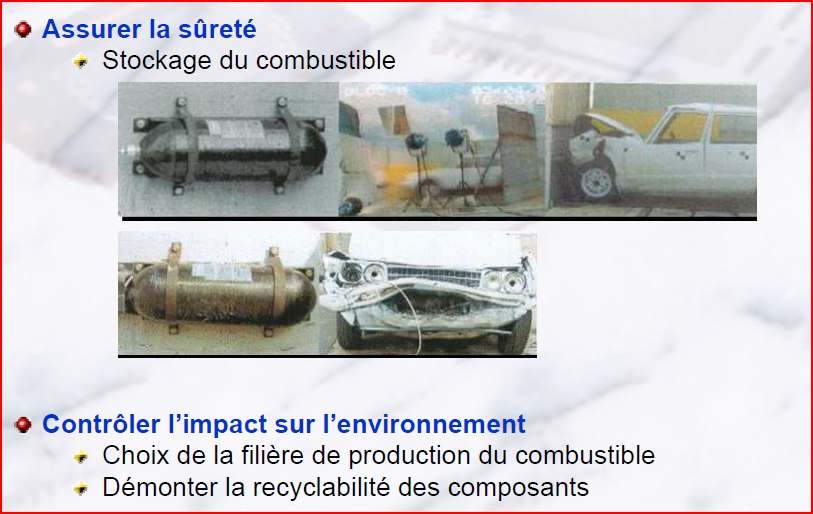 Assurer la sûreté
Stockage du combustible
Contrôler l'impact sur l'environnement
Choix de la filière de production du combustible
Démonter la recyclabilité des composants